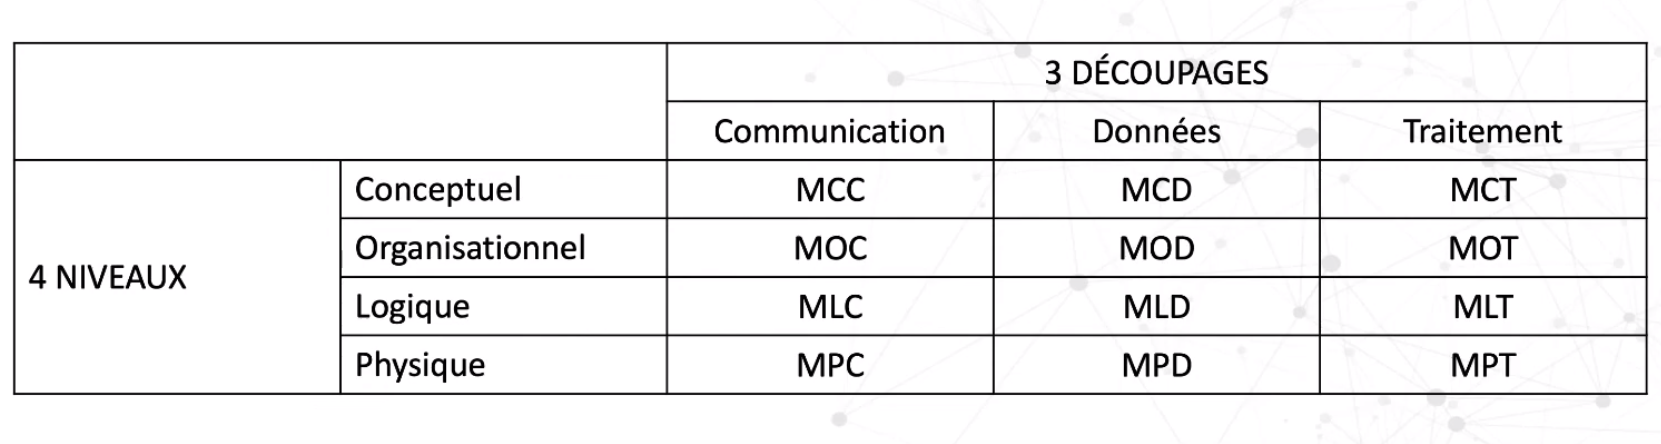 3 DÉCOUPAGES
Communication Données Traitement
4 NIVEAUX
Conceptuel MCC MCD MCT
Organisationnel MOC MOD MOT
Logique MLC MLD MLT
Physique MPC MPD MPT